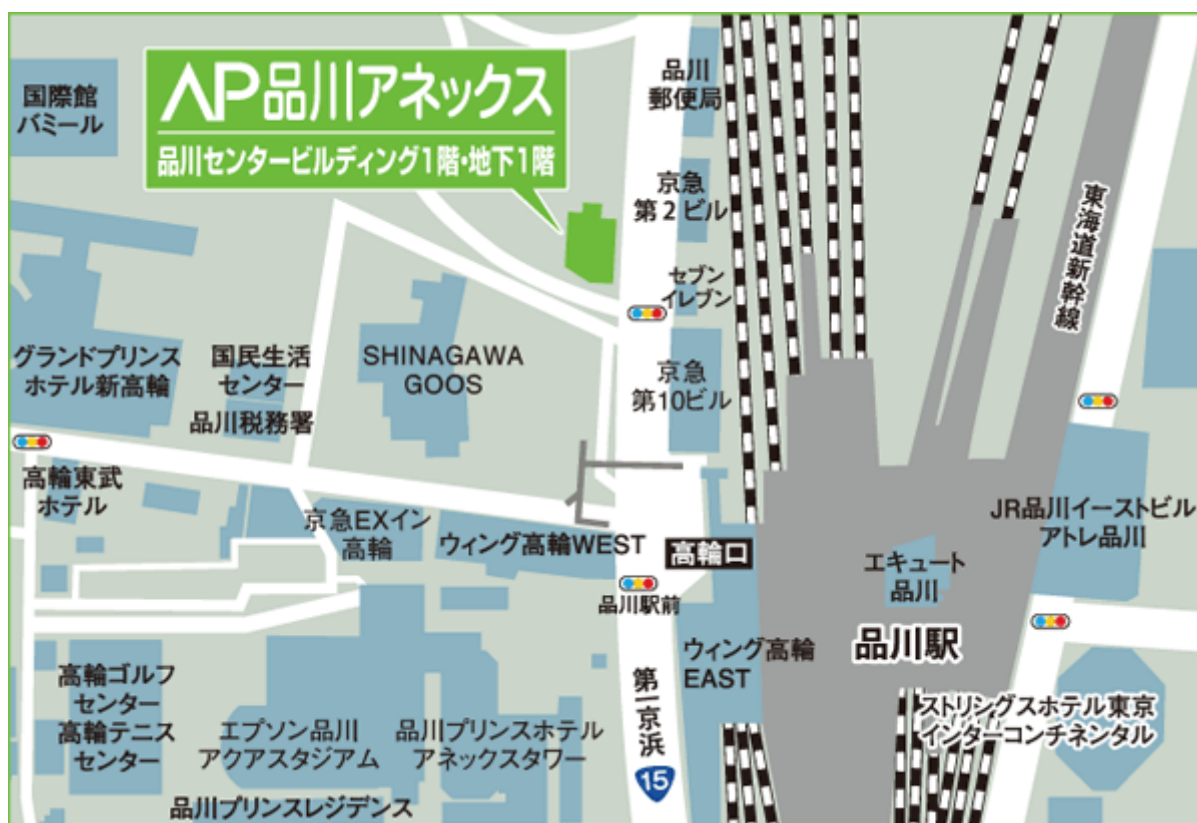 AP品川アネックス
品川センタービルディング1階・地下1階
国際館
パミール
品川
郵便局
京急
第2ビル
セブン
イレブン
京急
第10ビル
東海道新幹線
グランドプリンス
ホテル新高輪
国民生活
センター
品川税務署
SHINAGAWA
GOOS
高輪東武
ホテル
京急EXイン
高輪
ウィング高輪WEST
高輪口
品川駅前
JR品川イーストビル
アトレ品川
エキュート
品川
品川駅
ウィング高輪
EAST
第一京浜
15
ストリングスホテル東京
インターコンチネンタル
高輪ゴルフ
センター
高輪テニス
センター
エプソン品川
アクアスタジアム
品川プリンスホテル
アネックスタワー
品川プリンスレジデンス